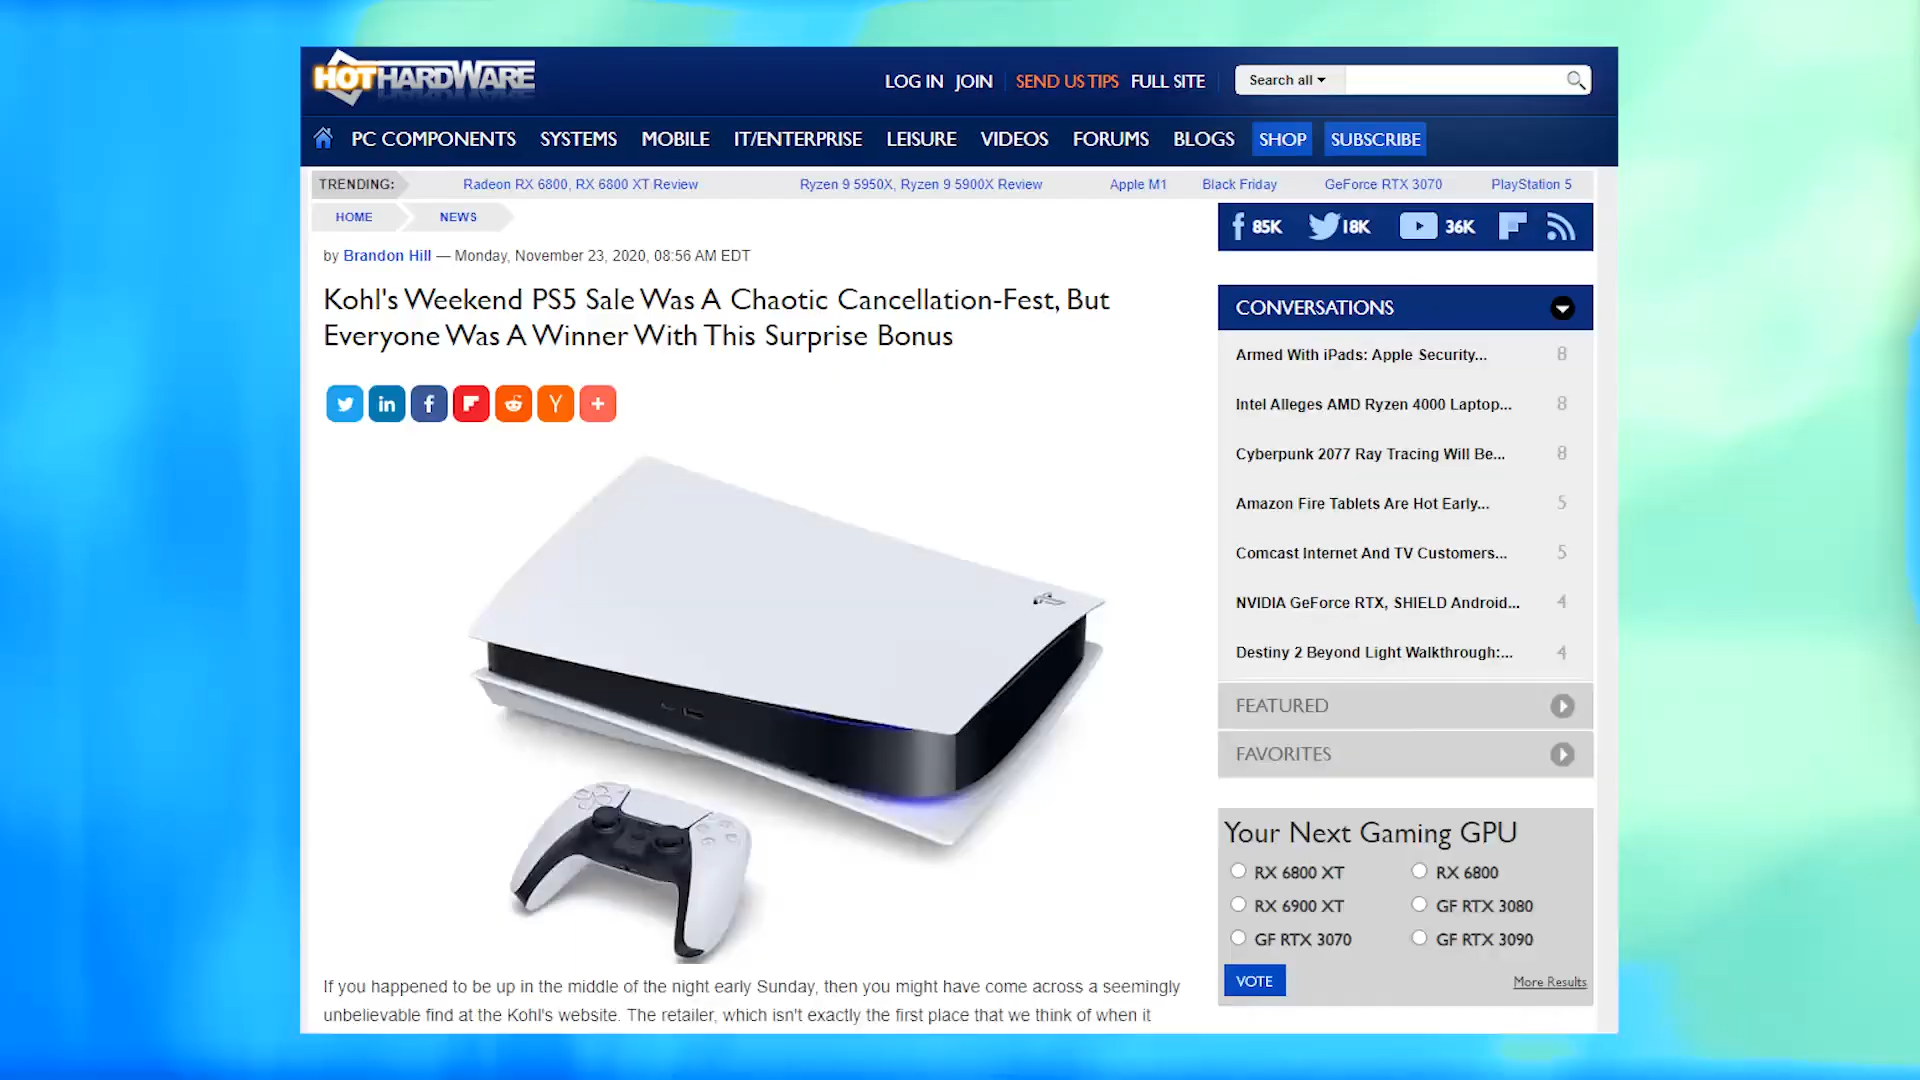 HOTHARDWARE
LOG IN JOIN SEND US TIPS FULL SITE Search all
PC COMPONENTS SYSTEMS MOBILE IT/ENTERPRISE LEISURE VIDEOS FORUMS BLOGS SHOP SUBSCRIBE
TRENDING: Radeon RX 6800, RX 6800 XT Review Ryzen 9 5950X, Ryzen 9 5900X Review Apple M1 Black Friday GeForce RTX 3070 PlayStation 5
HOME NEWS
by Brandon Hill — Monday, November 23, 2020, 08:56 AM EDT
Kohl's Weekend PS5 Sale Was A Chaotic Cancellation-Fest, But
Everyone Was A Winner With This Surprise Bonus
If you happened to be up in the middle of the night early Sunday, then you might have come across a seemingly
unbelievable find at the Kohl's website. The retailer, which isn't exactly the first place that we think of when it
85K 18K 36K
CONVERSATIONS
Armed With iPads: Apple Security... 8
Intel Alleges AMD Ryzen 4000 Laptop... 8
Cyberpunk 2077 Ray Tracing Will Be... 8
Amazon Fire Tablets Are Hot Early... 5
Comcast Internet And TV Customers... 5
NVIDIA GeForce RTX, SHIELD Android... 4
Destiny 2 Beyond Light Walkthrough:... 4
FEATURED
FAVORITES
Your Next Gaming GPU
RX 6800 XT RX 6800
RX 6900 XT GF RTX 3080
GF RTX 3070 GF RTX 3090
VOTE More Results